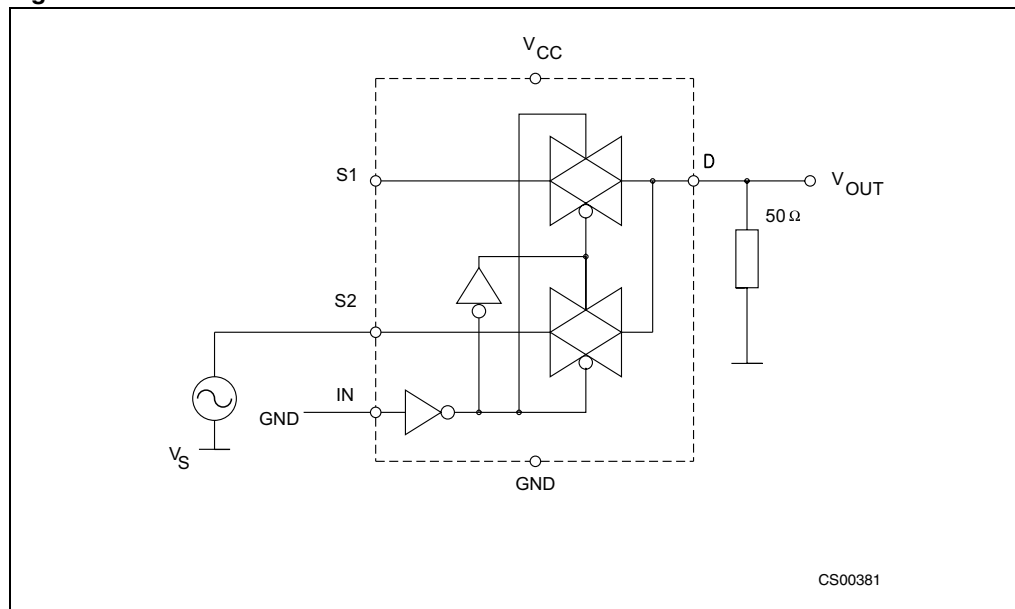 V_CC
S1
D
V_OUT
50 Ω
S2
IN
GND
V_S
GND
CS00381